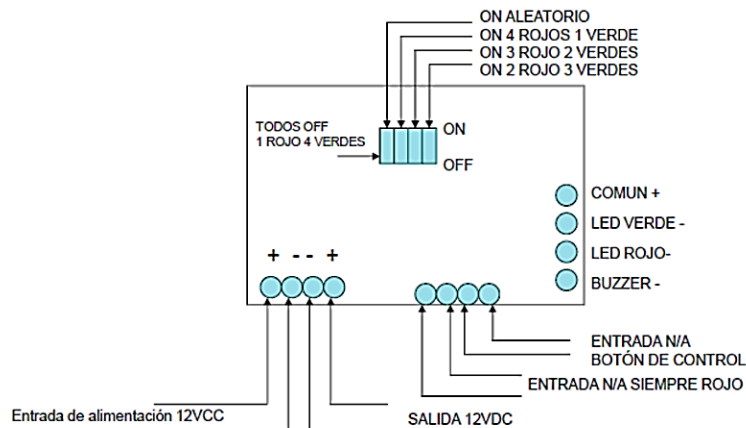 ON ALEATORIO
ON 4 ROJOS 1 VERDE
ON 3 ROJO 2 VERDES
ON 2 ROJO 3 VERDES
TODOS OFF
1 ROJO 4 VERDES
ON
OFF
COMUN +
LED VERDE -
LED ROJO-
BUZZER -
+ - - +
ENTRADA N/A
BOTÓN DE CONTROL
ENTRADA N/A SIEMPRE ROJO
Entrada de alimentación 12VCC
SALIDA 12VDC